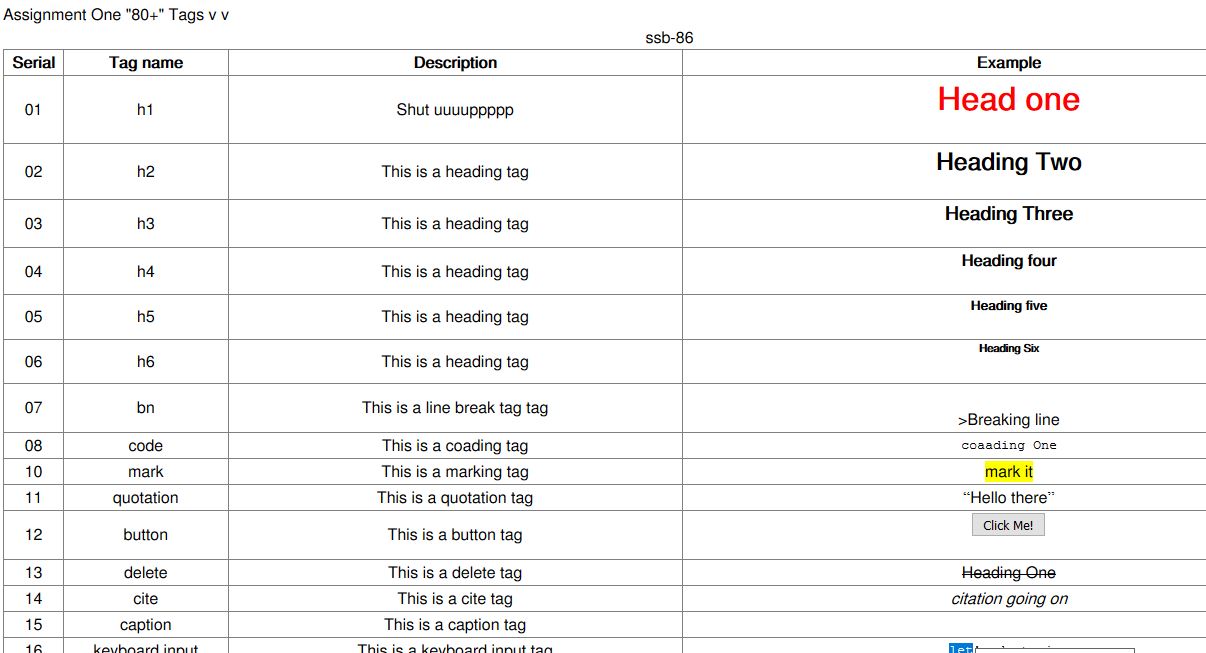 Assignment One "80+" Tags v v
ssb-86
Serial Tag name Description Example
01 h1 Shut uuuuppppp Head one
02 h2 This is a heading tag Heading Two
03 h3 This is a heading tag Heading Three
04 h4 This is a heading tag Heading four
05 h5 This is a heading tag Heading five
06 h6 This is a heading tag Heading Six
07 bn This is a line break tag tag >Breaking line
08 code This is a coading tag coaading One
10 mark This is a marking tag mark it
11 quotation This is a quotation tag “Hello there”
12 button This is a button tag Click Me!
13 delete This is a delete tag Heading One
14 cite This is a cite tag citation going on
15 caption This is a caption tag
16 keyboard input This is a keyboard input tag let